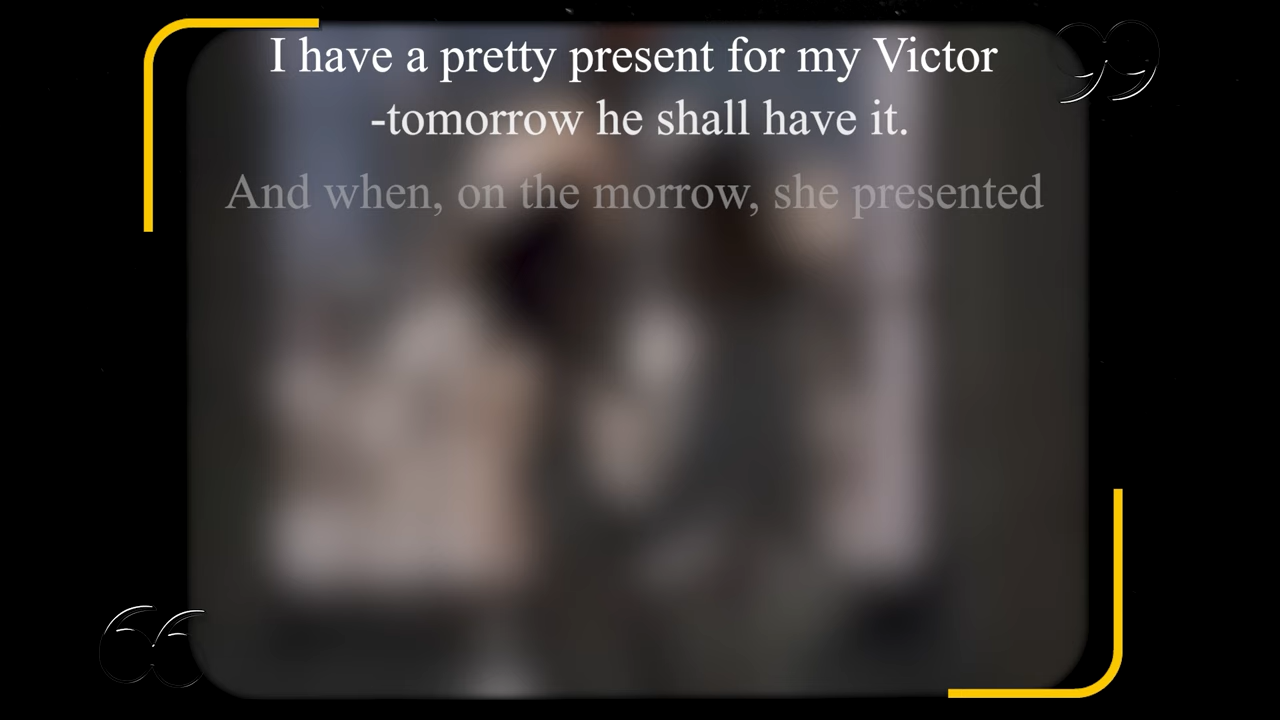 I have a pretty present for my Victor
-tomorrow he shall have it.
And when, on the morrow, she presented